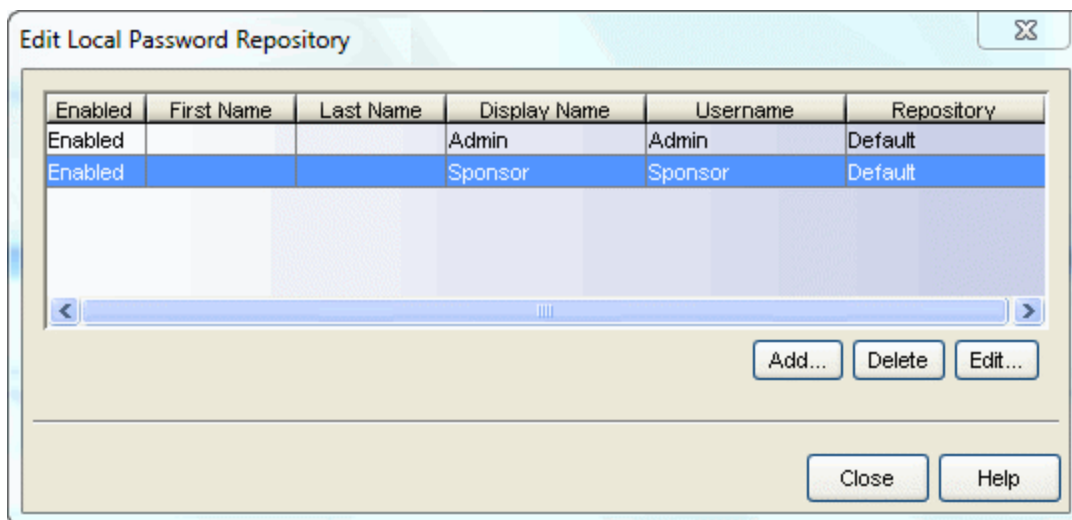 Edit Local Password Repository
Enabled First Name Last Name Display Name Username Repository
Enabled Admin Admin Default
Enabled Sponsor Sponsor Default
Add... Delete Edit...
Close Help